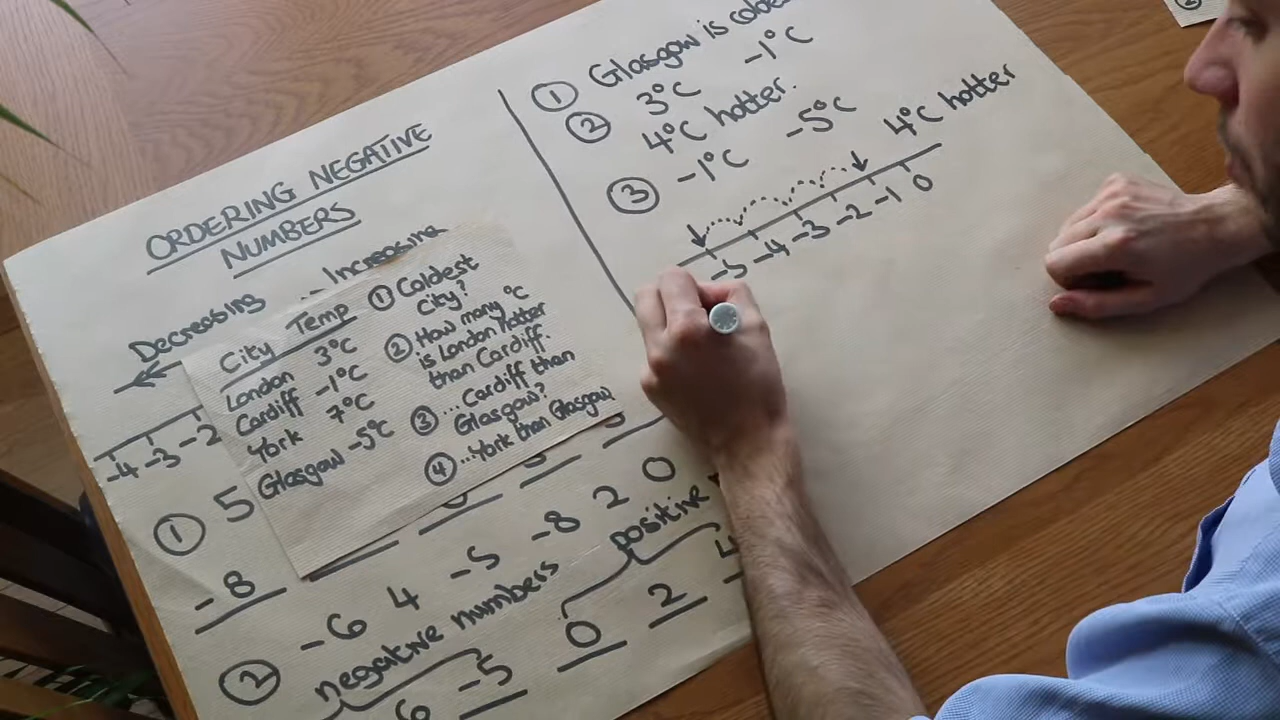 ORDERING NEGATIVE
NUMBERS
Decreasing
Increasing
-4 -3 -2
City Temp
London 3°C
Cardiff -1°C
York 7°C
Glasgow -5°C
① Coldest
City?
② How many °C
is London hotter
than Cardiff.
③ ...Cardiff than
Glasgow?
④ ...York than Glasgow
① 5
-8
② -6 4 -5 -8 2 0
negative numbers
positive
6 -5 0 2 4
① Glasgow is
② 3°C -1°C
4°C hotter.
③ -1°C -5°C 4°C hotter
-5 -4 -3 -2 -1 0